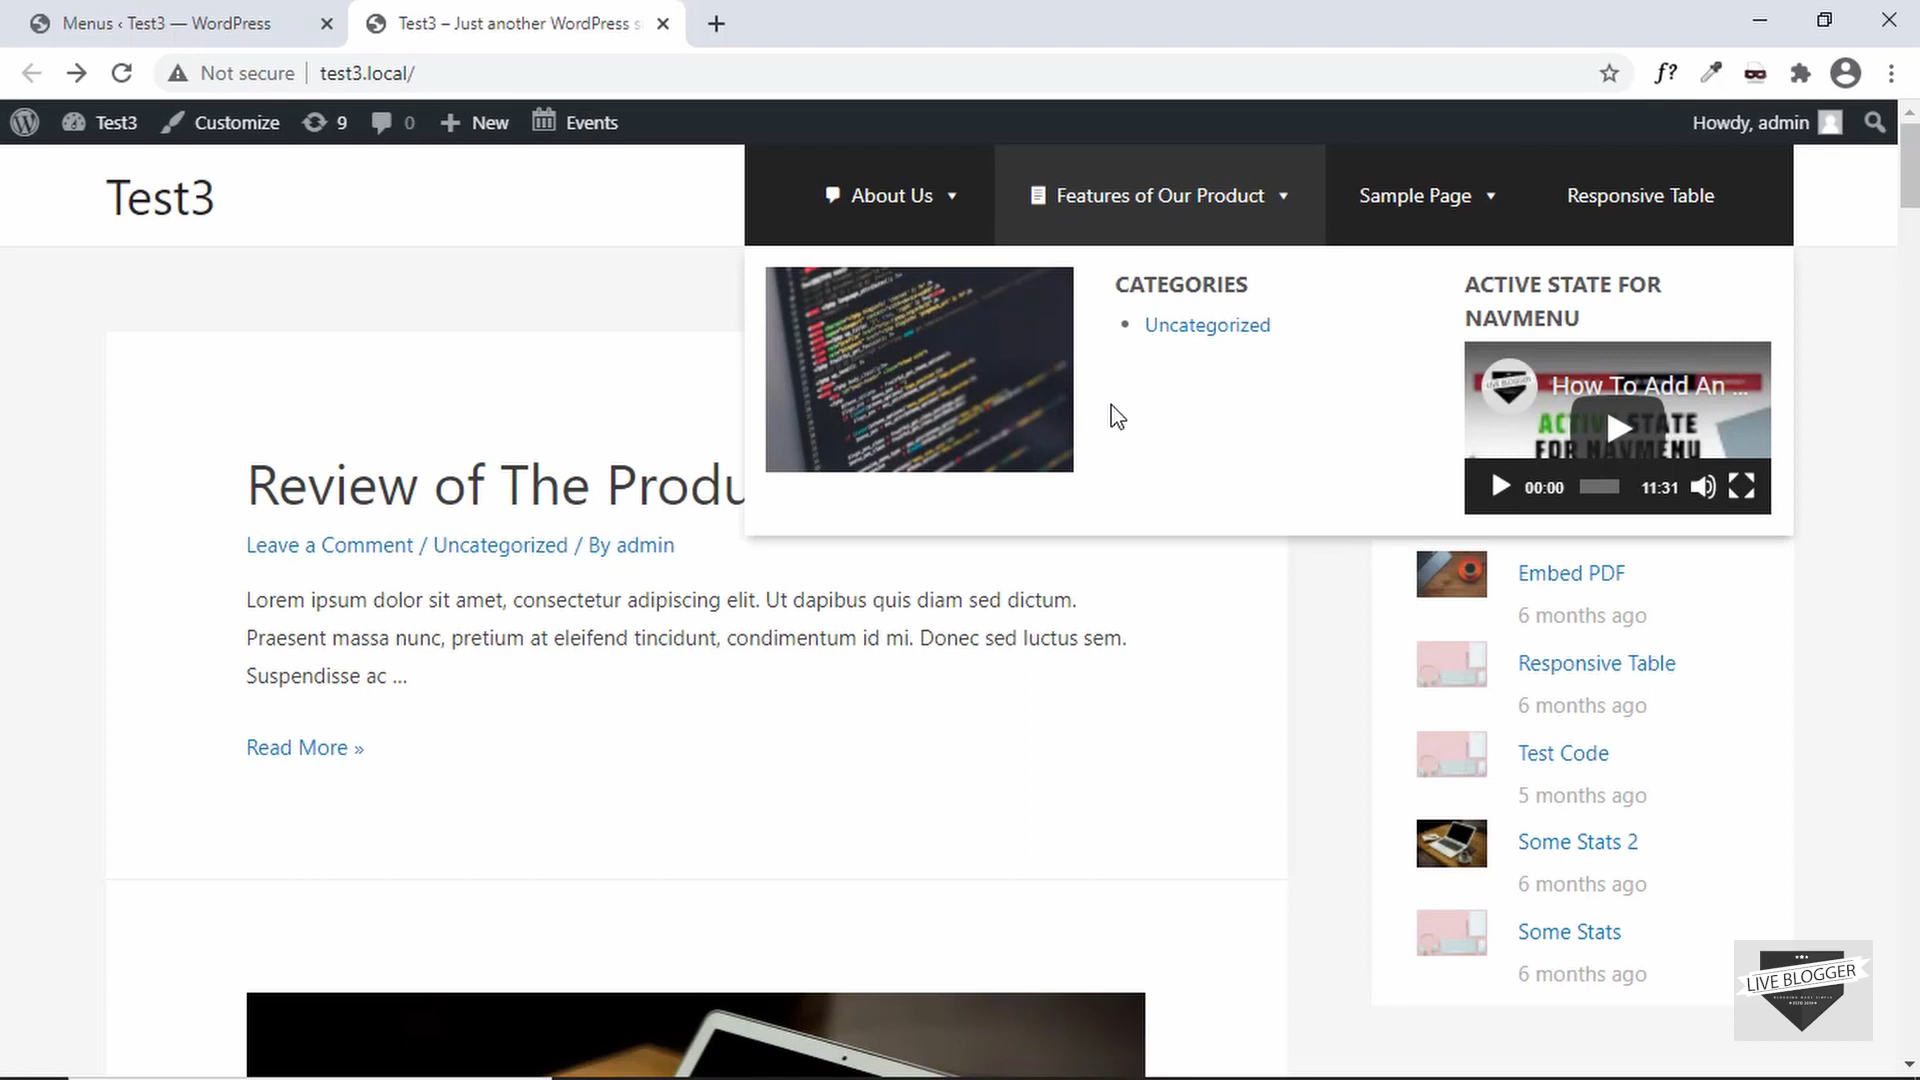 Menus ‹ Test3 — WordPress
Test3 – Just another WordPress s
Not secure
test3.local/
f?
Test3
Customize
9
0
New
Events
Howdy, admin
Test3
About Us
Features of Our Product
Sample Page
Responsive Table
CATEGORIES
Uncategorized
ACTIVE STATE FOR
NAVMENU
How To Add An ...
ACTIVE STATE
FOR NAVMENU
00:00
11:31
Review of The Produ
Leave a Comment / Uncategorized / By admin
Lorem ipsum dolor sit amet, consectetur adipiscing elit. Ut dapibus quis diam sed dictum.
Praesent massa nunc, pretium at eleifend tincidunt, condimentum id mi. Donec sed luctus sem.
Suspendisse ac ...
Read More »
Embed PDF
6 months ago
Responsive Table
6 months ago
Test Code
5 months ago
Some Stats 2
6 months ago
Some Stats
6 months ago
LIVE BLOGGER